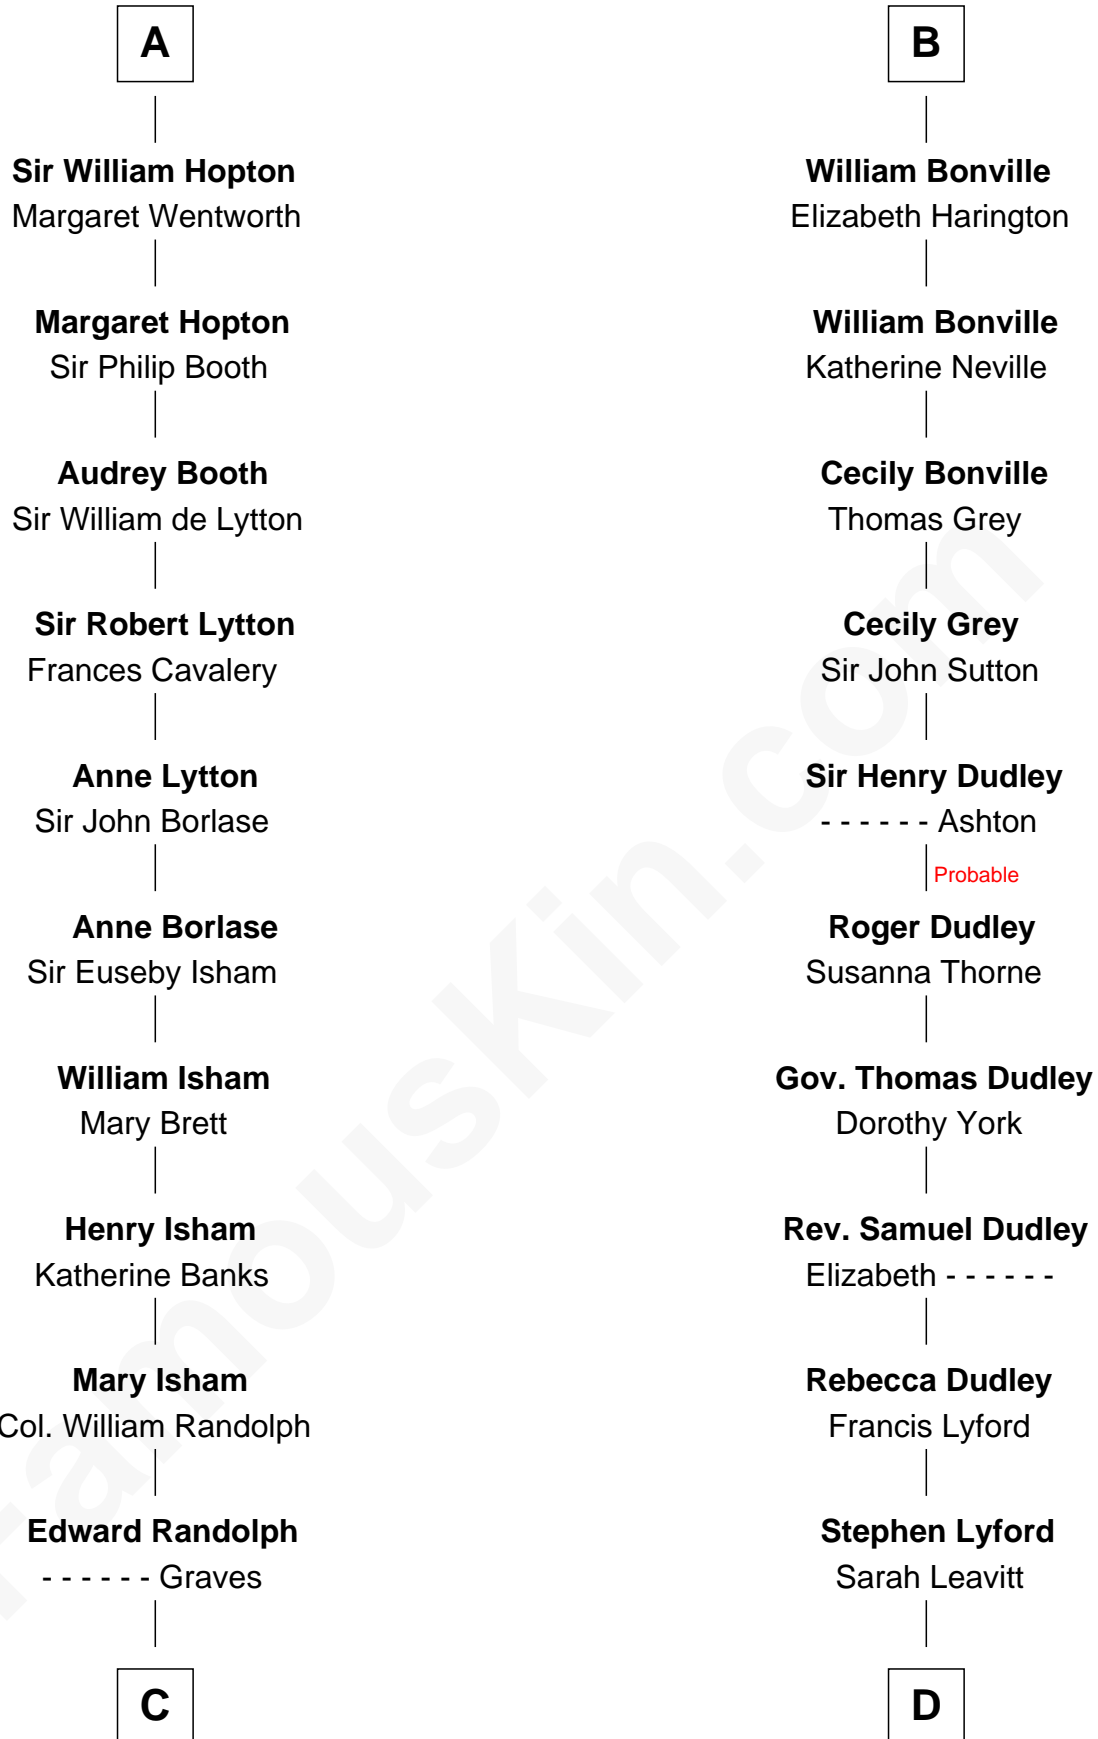 A
Sir William Hopton
Margaret Wentworth
Margaret Hopton
Sir Philip Booth
Audrey Booth
Sir William de Lytton
Sir Robert Lytton
Frances Cavalery
Anne Lytton
Sir John Borlase
Anne Borlase
Sir Euseby Isham
William Isham
Mary Brett
Henry Isham
Katherine Banks
Mary Isham
Col. William Randolph
Edward Randolph
- - - - - - Graves
C
B
William Bonville
Elizabeth Harington
William Bonville
Katherine Neville
Cecily Bonville
Thomas Grey
Cecily Grey
Sir John Sutton
Sir Henry Dudley
- - - - - - Ashton
Probable
Roger Dudley
Susanna Thorne
Gov. Thomas Dudley
Dorothy York
Rev. Samuel Dudley
Elizabeth - - - - - -
Rebecca Dudley
Francis Lyford
Stephen Lyford
Sarah Leavitt
D
FamousKin.com